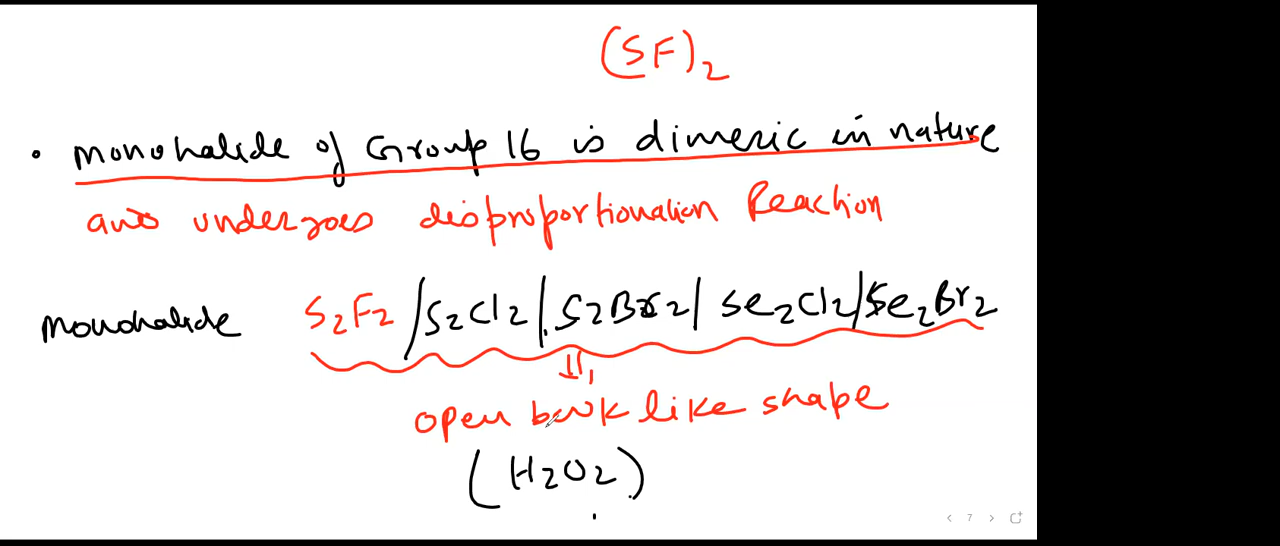 (SF)2
• monohalide of Group 16 is dimeric in nature
and undergoes disproportionation Reaction
monohalide S2F2 / S2Cl2 / S2Br2 / Se2Cl2 / Se2Br2
open book like shape
(H2O2)
< 7 >